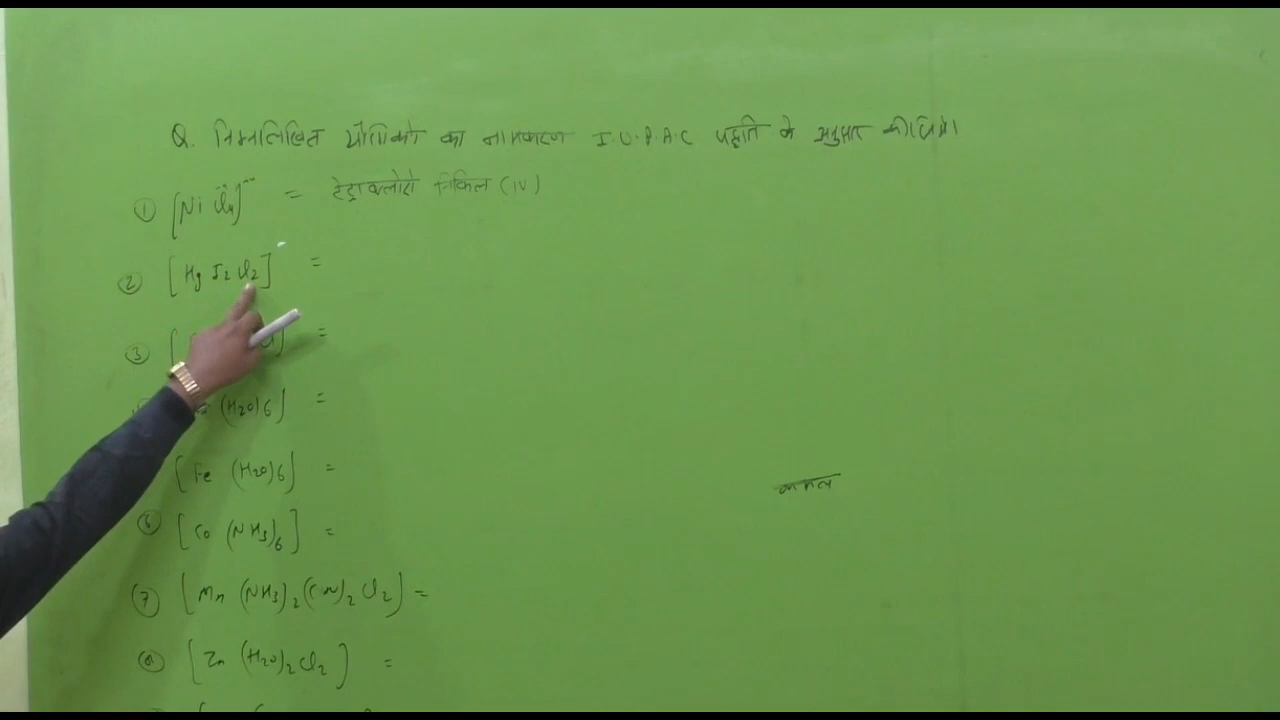 Q. निम्नलिखित यौगिको का नामकरण I.U.P.A.C पद्दति के अनुसार कीजिये।
① [Ni Cl4]-- = टेट्राक्लोरो निकिल (IV)
② [Hg I2 Cl2]- =
③ [ =
(H2O)6] =
[Fe (H2O)6] =
⑥ [Co (NH3)6] =
⑦ [Mn (NH3)2 (CN)2 Cl2] =
⑧ [Zn (H2O)2 Cl2] =